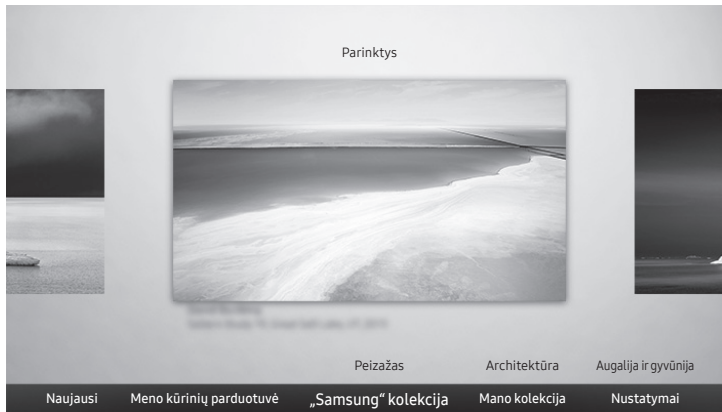 Parinktys
Peizažas Architektūra Augalija ir gyvūnija
Naujausi Meno kūrinių parduotuvė „Samsung“ kolekcija Mano kolekcija Nustatymai